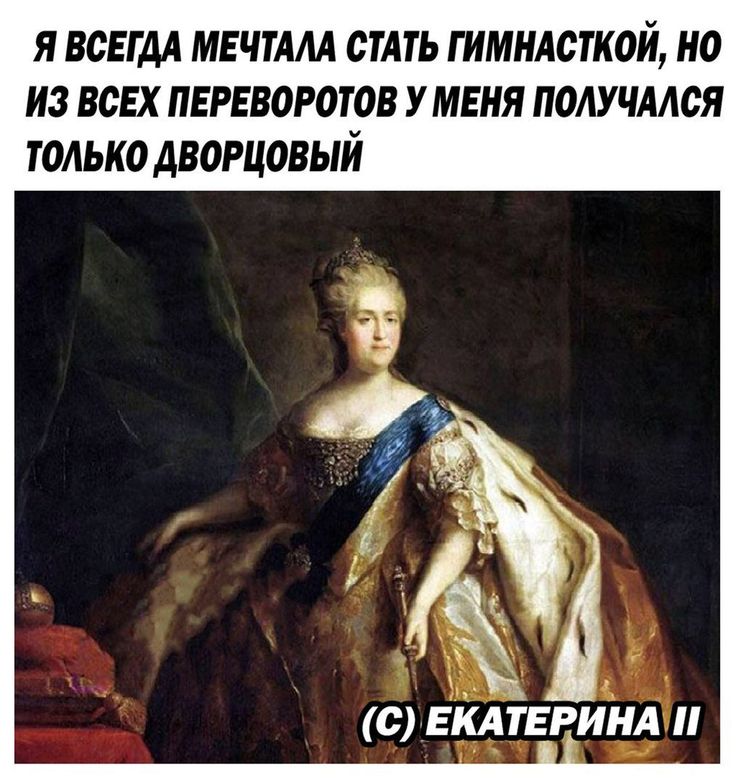 Я ВСЕГДА МЕЧТАЛА СТАТЬ ГИМНАСТКОЙ, НО
ИЗ ВСЕХ ПЕРЕВОРОТОВ У МЕНЯ ПОЛУЧАЛСЯ
ТОЛЬКО ДВОРЦОВЫЙ
(С) ЕКАТЕРИНА II